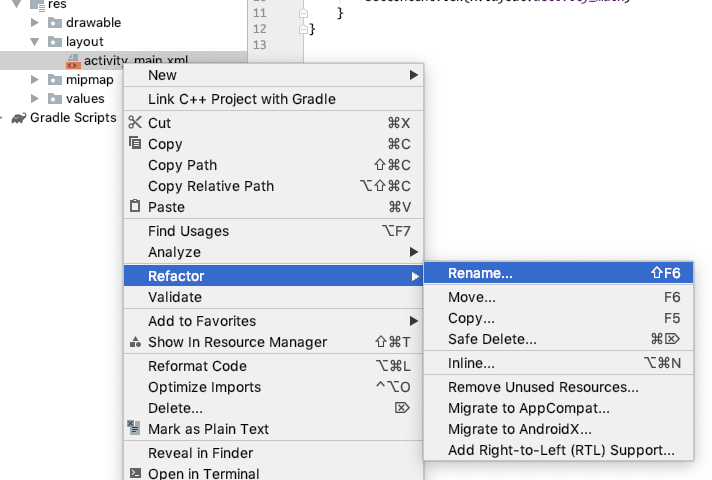 res
drawable
layout
activity_main.xml
mipmap
values
Gradle Scripts
11 }
12 }
13
New
Link C++ Project with Gradle
Cut ⌘X
Copy ⌘C
Copy Path ⇧⌘C
Copy Relative Path ⌥⇧⌘C
Paste ⌘V
Find Usages ⌥F7
Analyze
Refactor
Validate
Add to Favorites
Show In Resource Manager ⇧⌘T
Reformat Code ⌥⌘L
Optimize Imports ^⌥O
Delete... ⌦
Mark as Plain Text
Reveal in Finder
Open in Terminal
Rename... ⇧F6
Move... F6
Copy... F5
Safe Delete... ⌘⌦
Inline... ⌥⌘N
Remove Unused Resources...
Migrate to AppCompat...
Migrate to AndroidX...
Add Right-to-Left (RTL) Support...